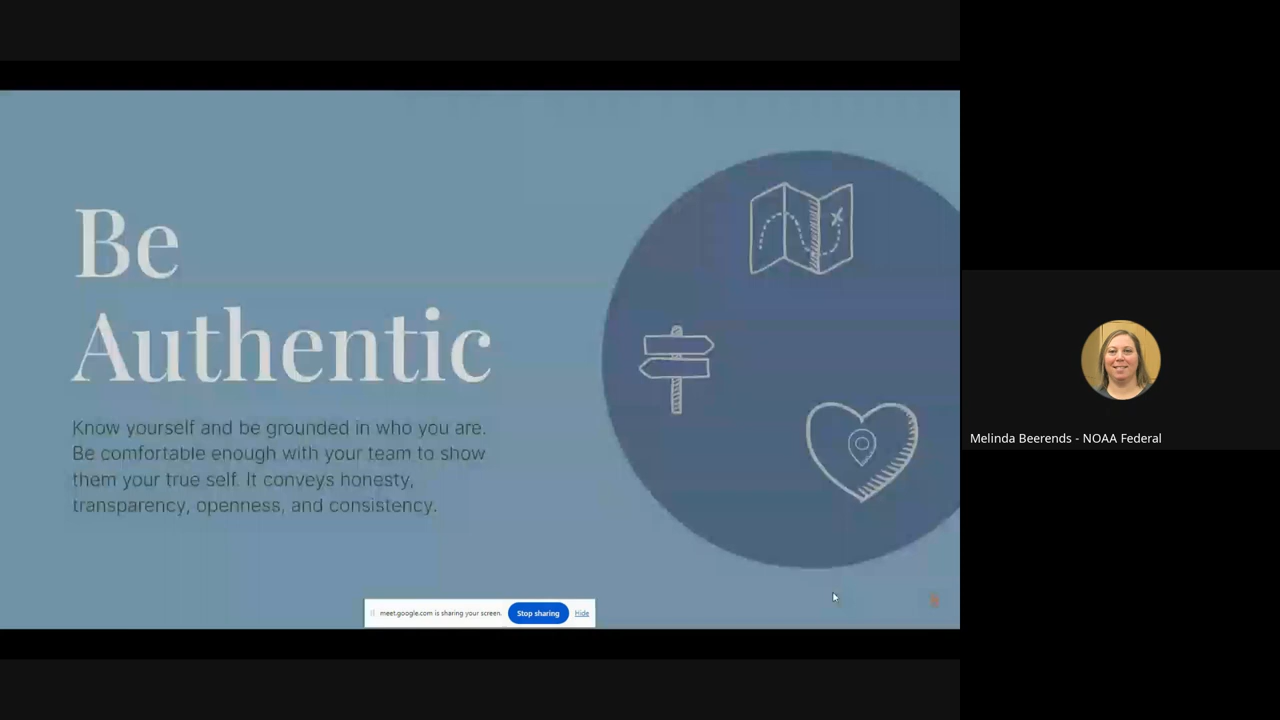 Be
Authentic
Know yourself and be grounded in who you are.
Be comfortable enough with your team to show
them your true self. It conveys honesty,
transparency, openness, and consistency.
meet.google.com is sharing your screen. Stop sharing Hide
Melinda Beerends - NOAA Federal